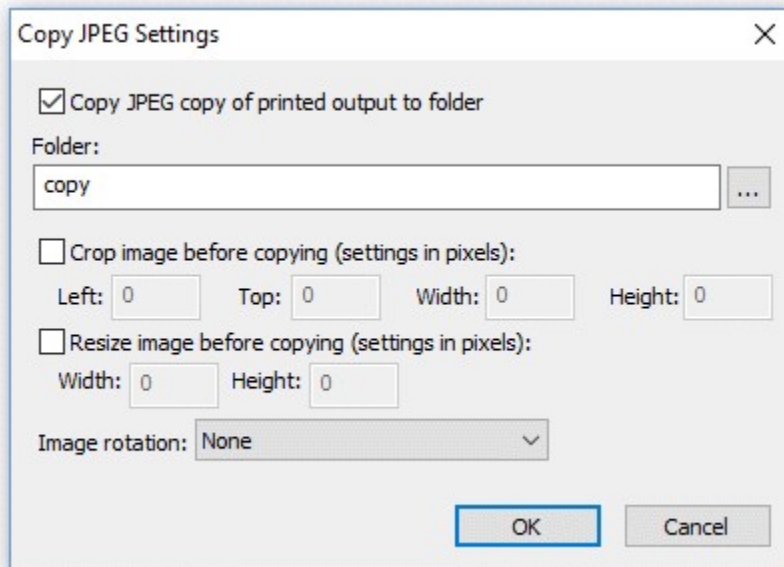 Copy JPEG Settings
Copy JPEG copy of printed output to folder
Folder:
copy
...
Crop image before copying (settings in pixels):
Left: 0 Top: 0 Width: 0 Height: 0
Resize image before copying (settings in pixels):
Width: 0 Height: 0
Image rotation: None
OK Cancel